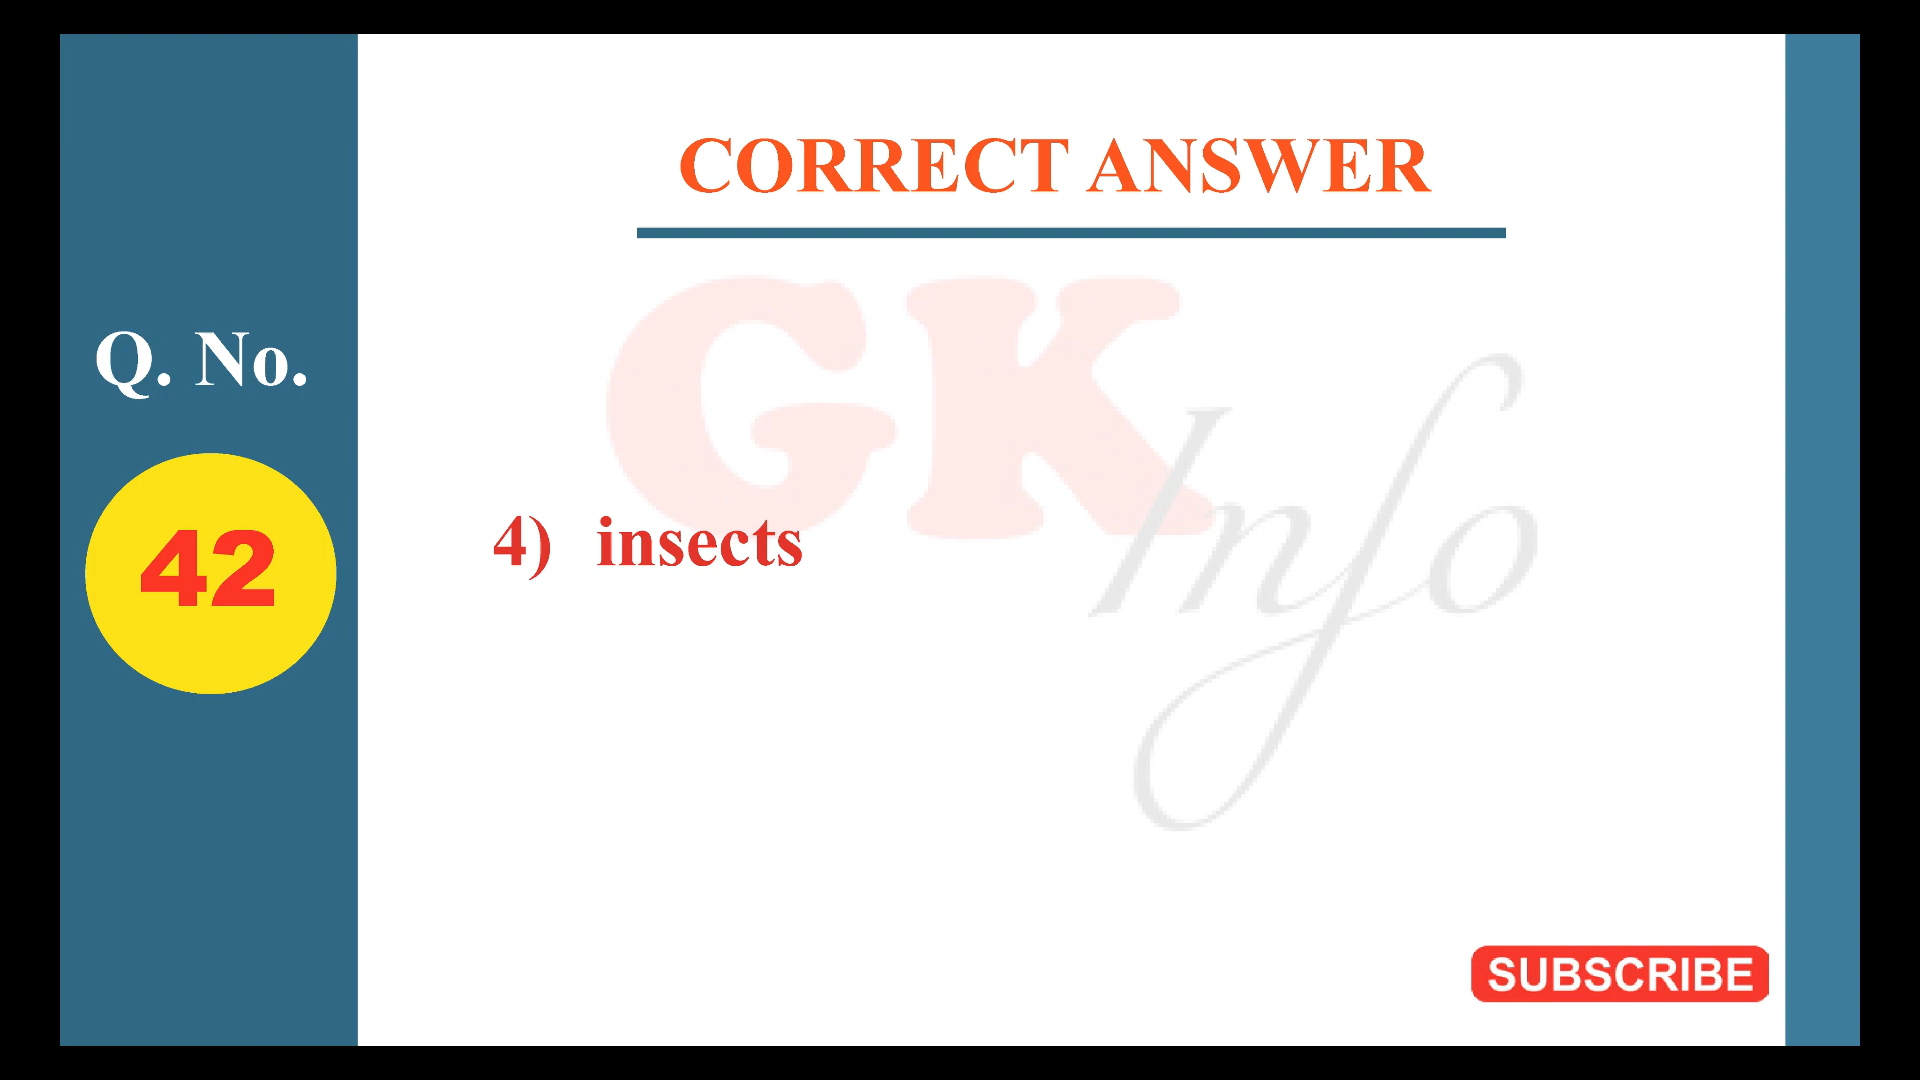 CORRECT ANSWER
GK
Info
Q. No.
42
4) insects
SUBSCRIBE